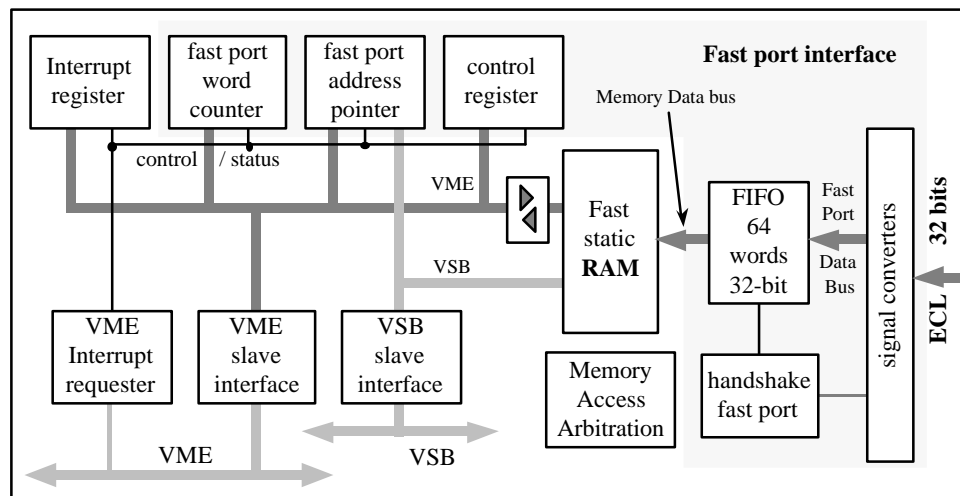 Interrupt
register
fast port
word
counter
fast port
address
pointer
control
register
Fast port interface
Memory Data bus
control / status
VME
VSB
Fast
static
RAM
FIFO
64
words
32-bit
Fast
Port
Data
Bus
signal converters
ECL 32 bits
VME
Interrupt
requester
VME
slave
interface
VSB
slave
interface
Memory
Access
Arbitration
handshake
fast port
VME
VSB